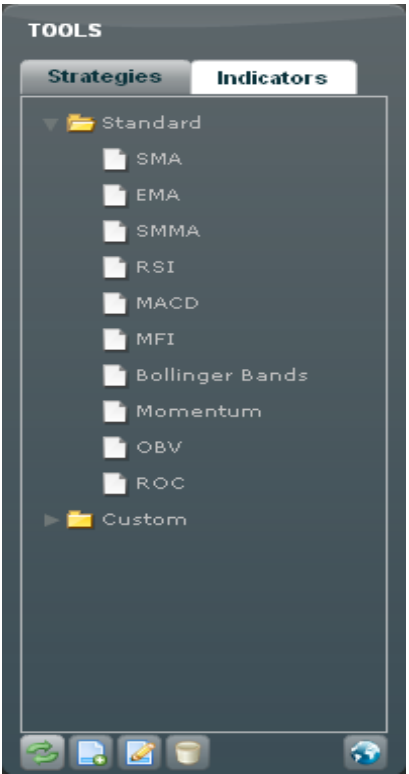 TOOLS
Strategies Indicators
Standard
SMA
EMA
SMMA
RSI
MACD
MFI
Bollinger Bands
Momentum
OBV
ROC
Custom